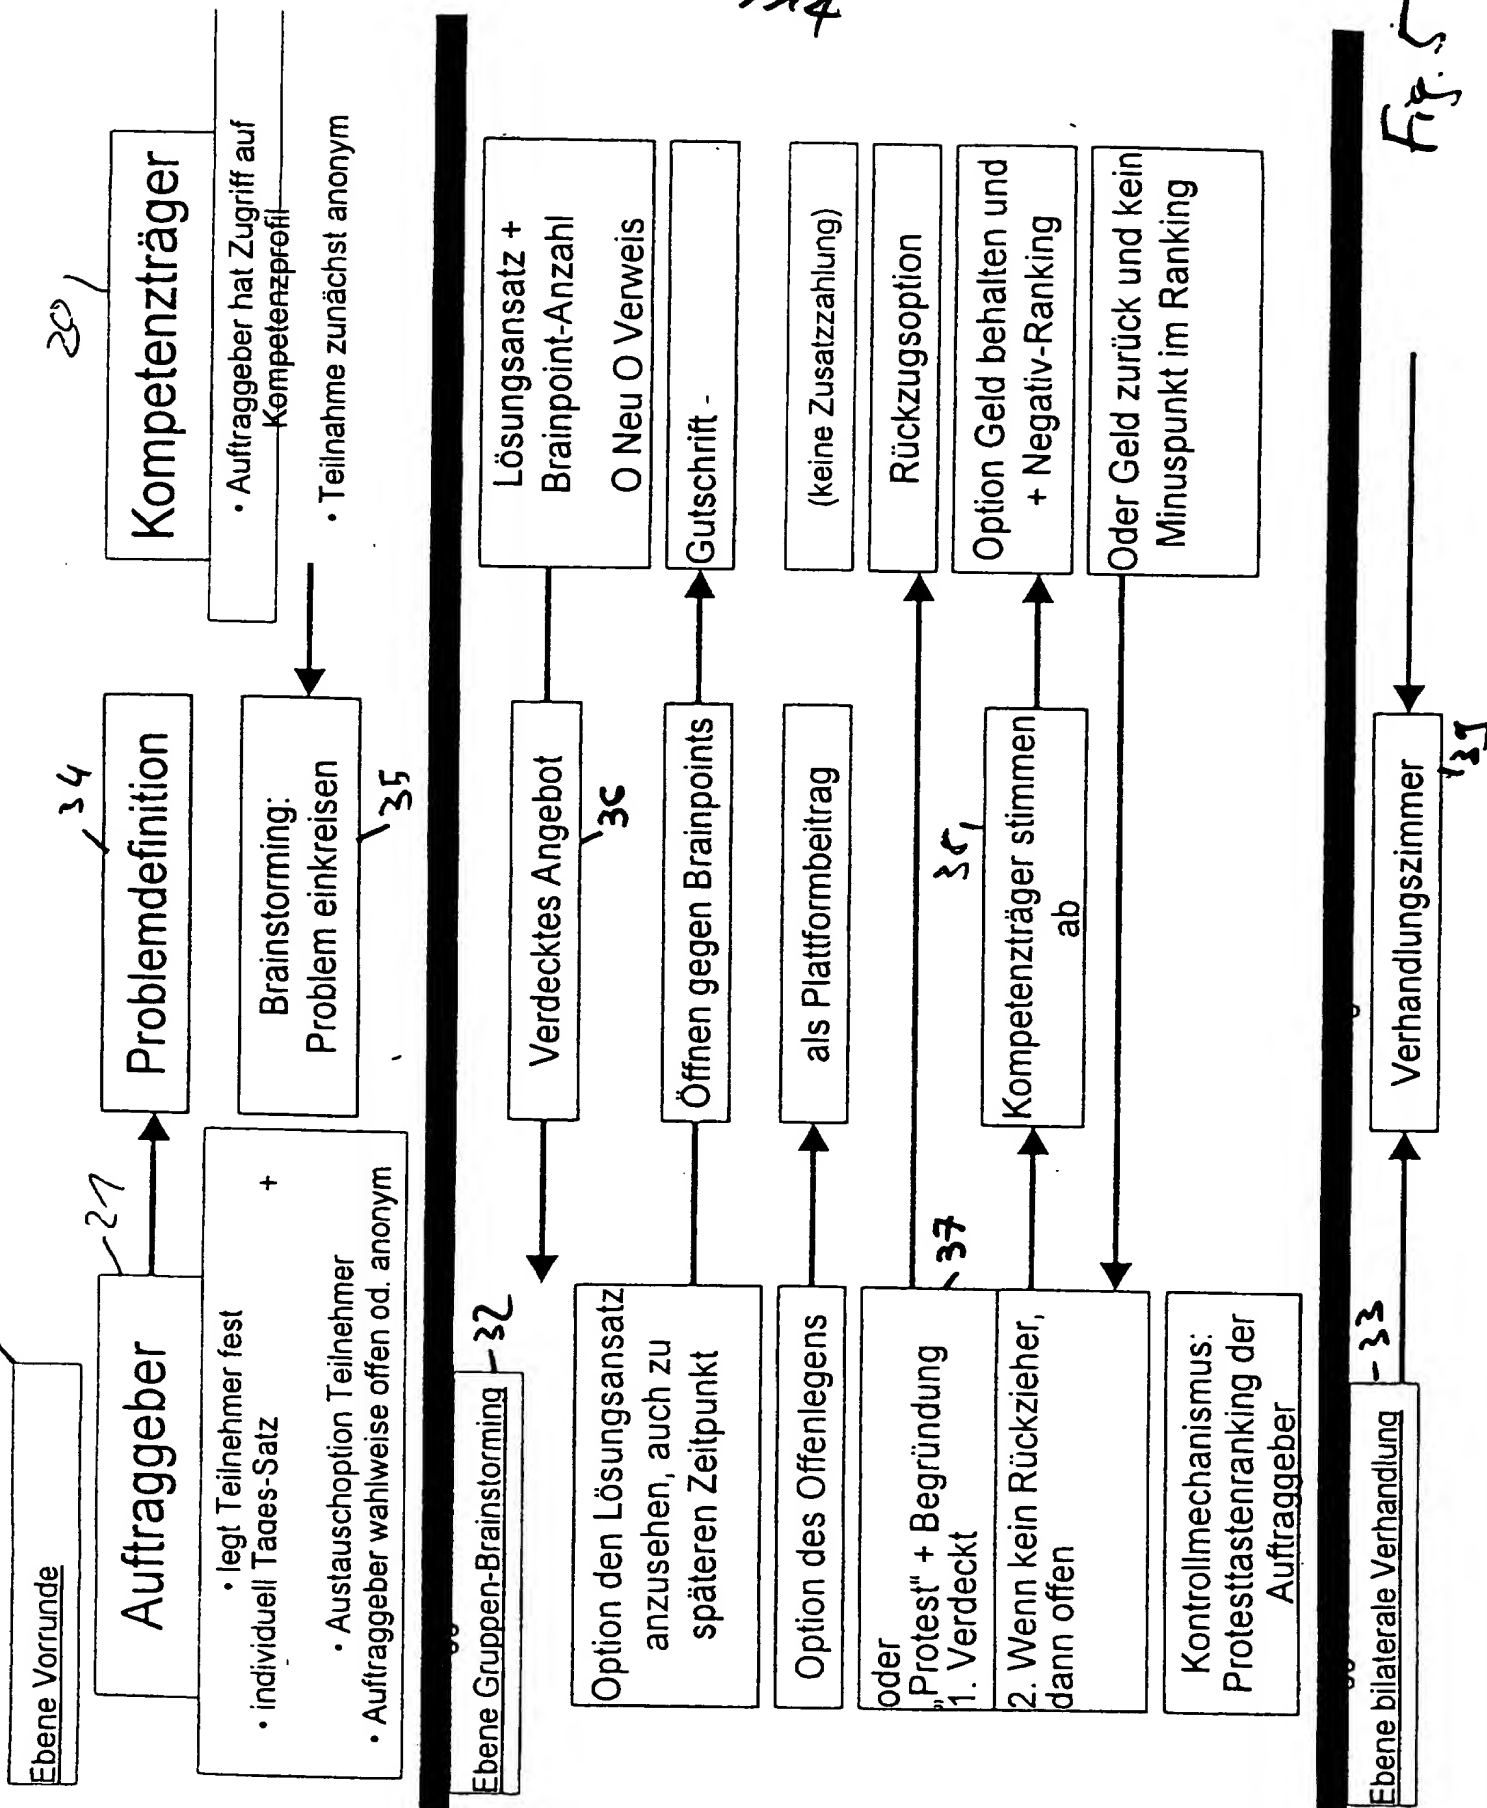 Ebene Vorrunde
Auftraggeber
21
Problemdefinition
34
Kompetenzträger
20
• legt Teilnehmer fest
• individuell Tages-Satz +
• Austauschoption Teilnehmer
• Auftraggeber wahlweise offen od. anonym
Brainstorming:
Problem einkreisen
35
• Auftraggeber hat Zugriff auf
Kompetenzprofil
• Teilnahme zunächst anonym
Ebene Gruppen-Brainstorming
32
Verdecktes Angebot
36
Lösungsansatz +
Brainpoint-Anzahl
O Neu O Verweis
Option den Lösungsansatz
anzusehen, auch zu
späteren Zeitpunkt
Öffnen gegen Brainpoints
Gutschrift -
Option des Offenlegens
als Plattformbeitrag
(keine Zusatzzahlung)
oder
„Protest" + Begründung
1. Verdeckt
37
Rückzugsoption
2. Wenn kein Rückzieher,
dann offen
38
Kompetenzträger stimmen
ab
Option Geld behalten und
+ Negativ-Ranking
Oder Geld zurück und kein
Minuspunkt im Ranking
Kontrollmechanismus:
Protesttastenranking der
Auftraggeber
Ebene bilaterale Verhandlung
33
Verhandlungszimmer
39
Fig. 5